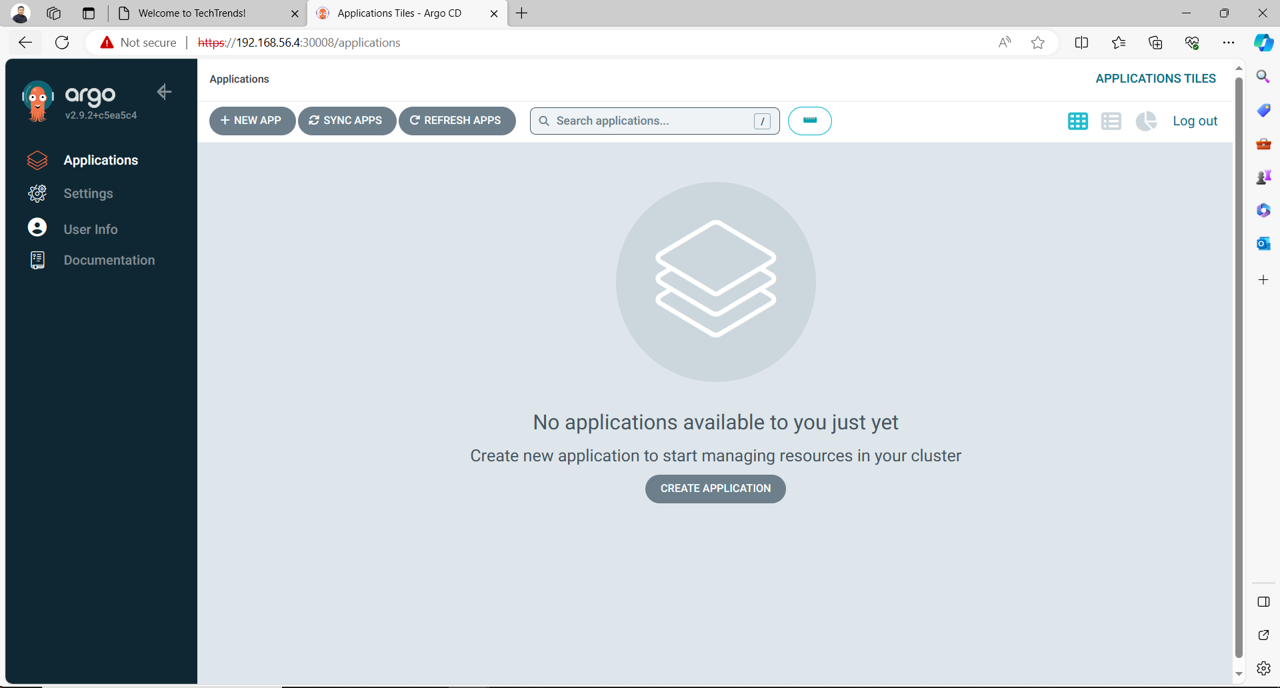 Welcome to TechTrends!
Applications Tiles - Argo CD
Not secure
https://192.168.56.4:30008/applications
A
argo
v2.9.2+c5ea5c4
Applications
Settings
User Info
Documentation
Applications
APPLICATIONS TILES
+ NEW APP
SYNC APPS
REFRESH APPS
Search applications...
/
Log out
No applications available to you just yet
Create new application to start managing resources in your cluster
CREATE APPLICATION